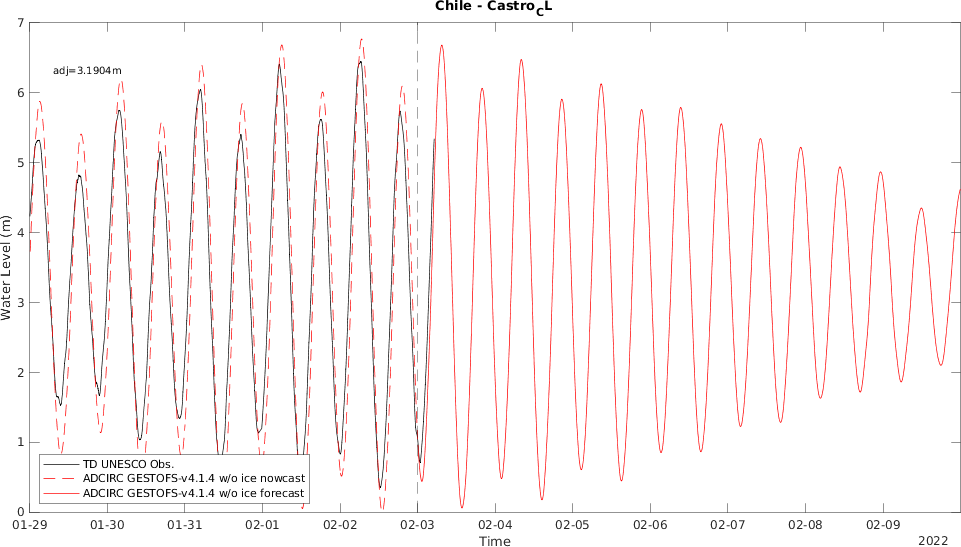 Chile - Castro_CL
7
6
5
4
3
2
1
0
Water Level (m)
adj=3.1904m
TD UNESCO Obs.
ADCIRC GESTOFS-v4.1.4 w/o ice nowcast
ADCIRC GESTOFS-v4.1.4 w/o ice forecast
01-29 01-30 01-31 02-01 02-02 02-03 02-04 02-05 02-06 02-07 02-08 02-09
Time
2022